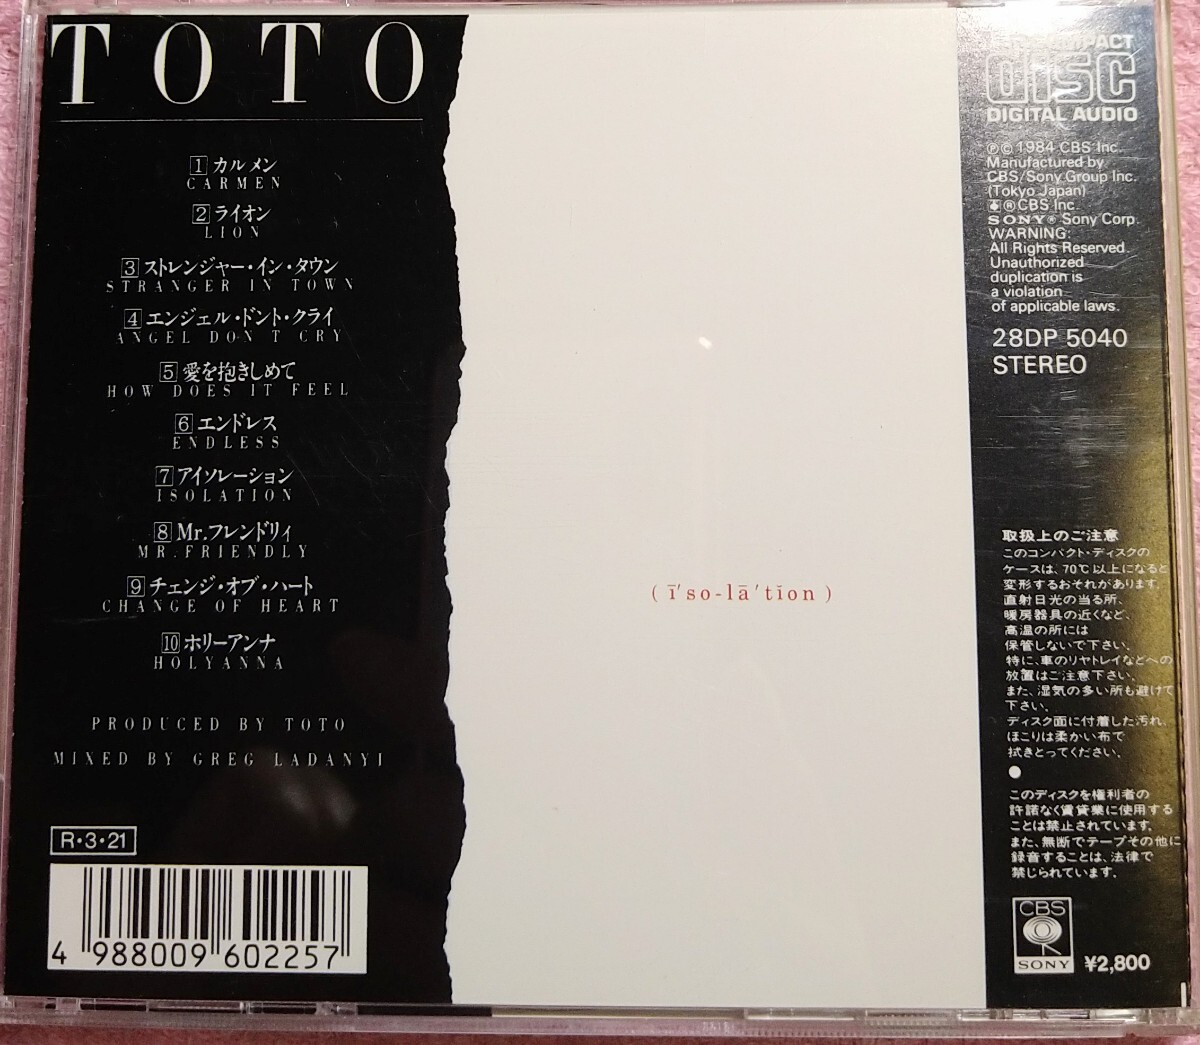 TOTO
1 カルメン
CARMEN
2 ライオン
LION
3 ストレンジャー・イン・タウン
STRANGER IN TOWN
4 エンジェル・ドント・クライ
ANGEL DON'T CRY
5 愛を抱きしめて
HOW DOES IT FEEL
6 エンドレス
ENDLESS
7 アイソレーション
ISOLATION
8 Mr.フレンドリィ
MR. FRIENDLY
9 チェンジ・オブ・ハート
CHANGE OF HEART
10 ホリーアンナ
HOLYANNA
PRODUCED BY TOTO
MIXED BY GREG LADANYI
R・3・21
4 988009 602257
(ī′so-lā′tion)
COMPACT
disc
DIGITAL AUDIO
Ⓟ© 1984 CBS Inc.
Manufactured by
CBS/Sony Group Inc.
(Tokyo Japan)
® CBS Inc.
SONY® Sony Corp.
WARNING:
All Rights Reserved.
Unauthorized
duplication is
a violation
of applicable laws.
28DP 5040
STEREO
取扱上のご注意
このコンパクト・ディスクの
ケースは、70℃以上になると
変形するおそれがあります。
直射日光の当る所、
暖房器具の近くなど、
高温の所には
保管しないで下さい。
特に、車のリヤトレイなどへの
放置はご注意下さい。
また、湿気の多い所も避けて
下さい。
ディスク面に付着した汚れ、
ほこりは柔かい布で
拭きとってください。
●
このディスクを権利者の
許諾なく賃貸業に使用する
ことは禁止されています。
また、無断でテープその他に
録音することは、法律で
禁じられています。
CBS
SONY
¥2,800